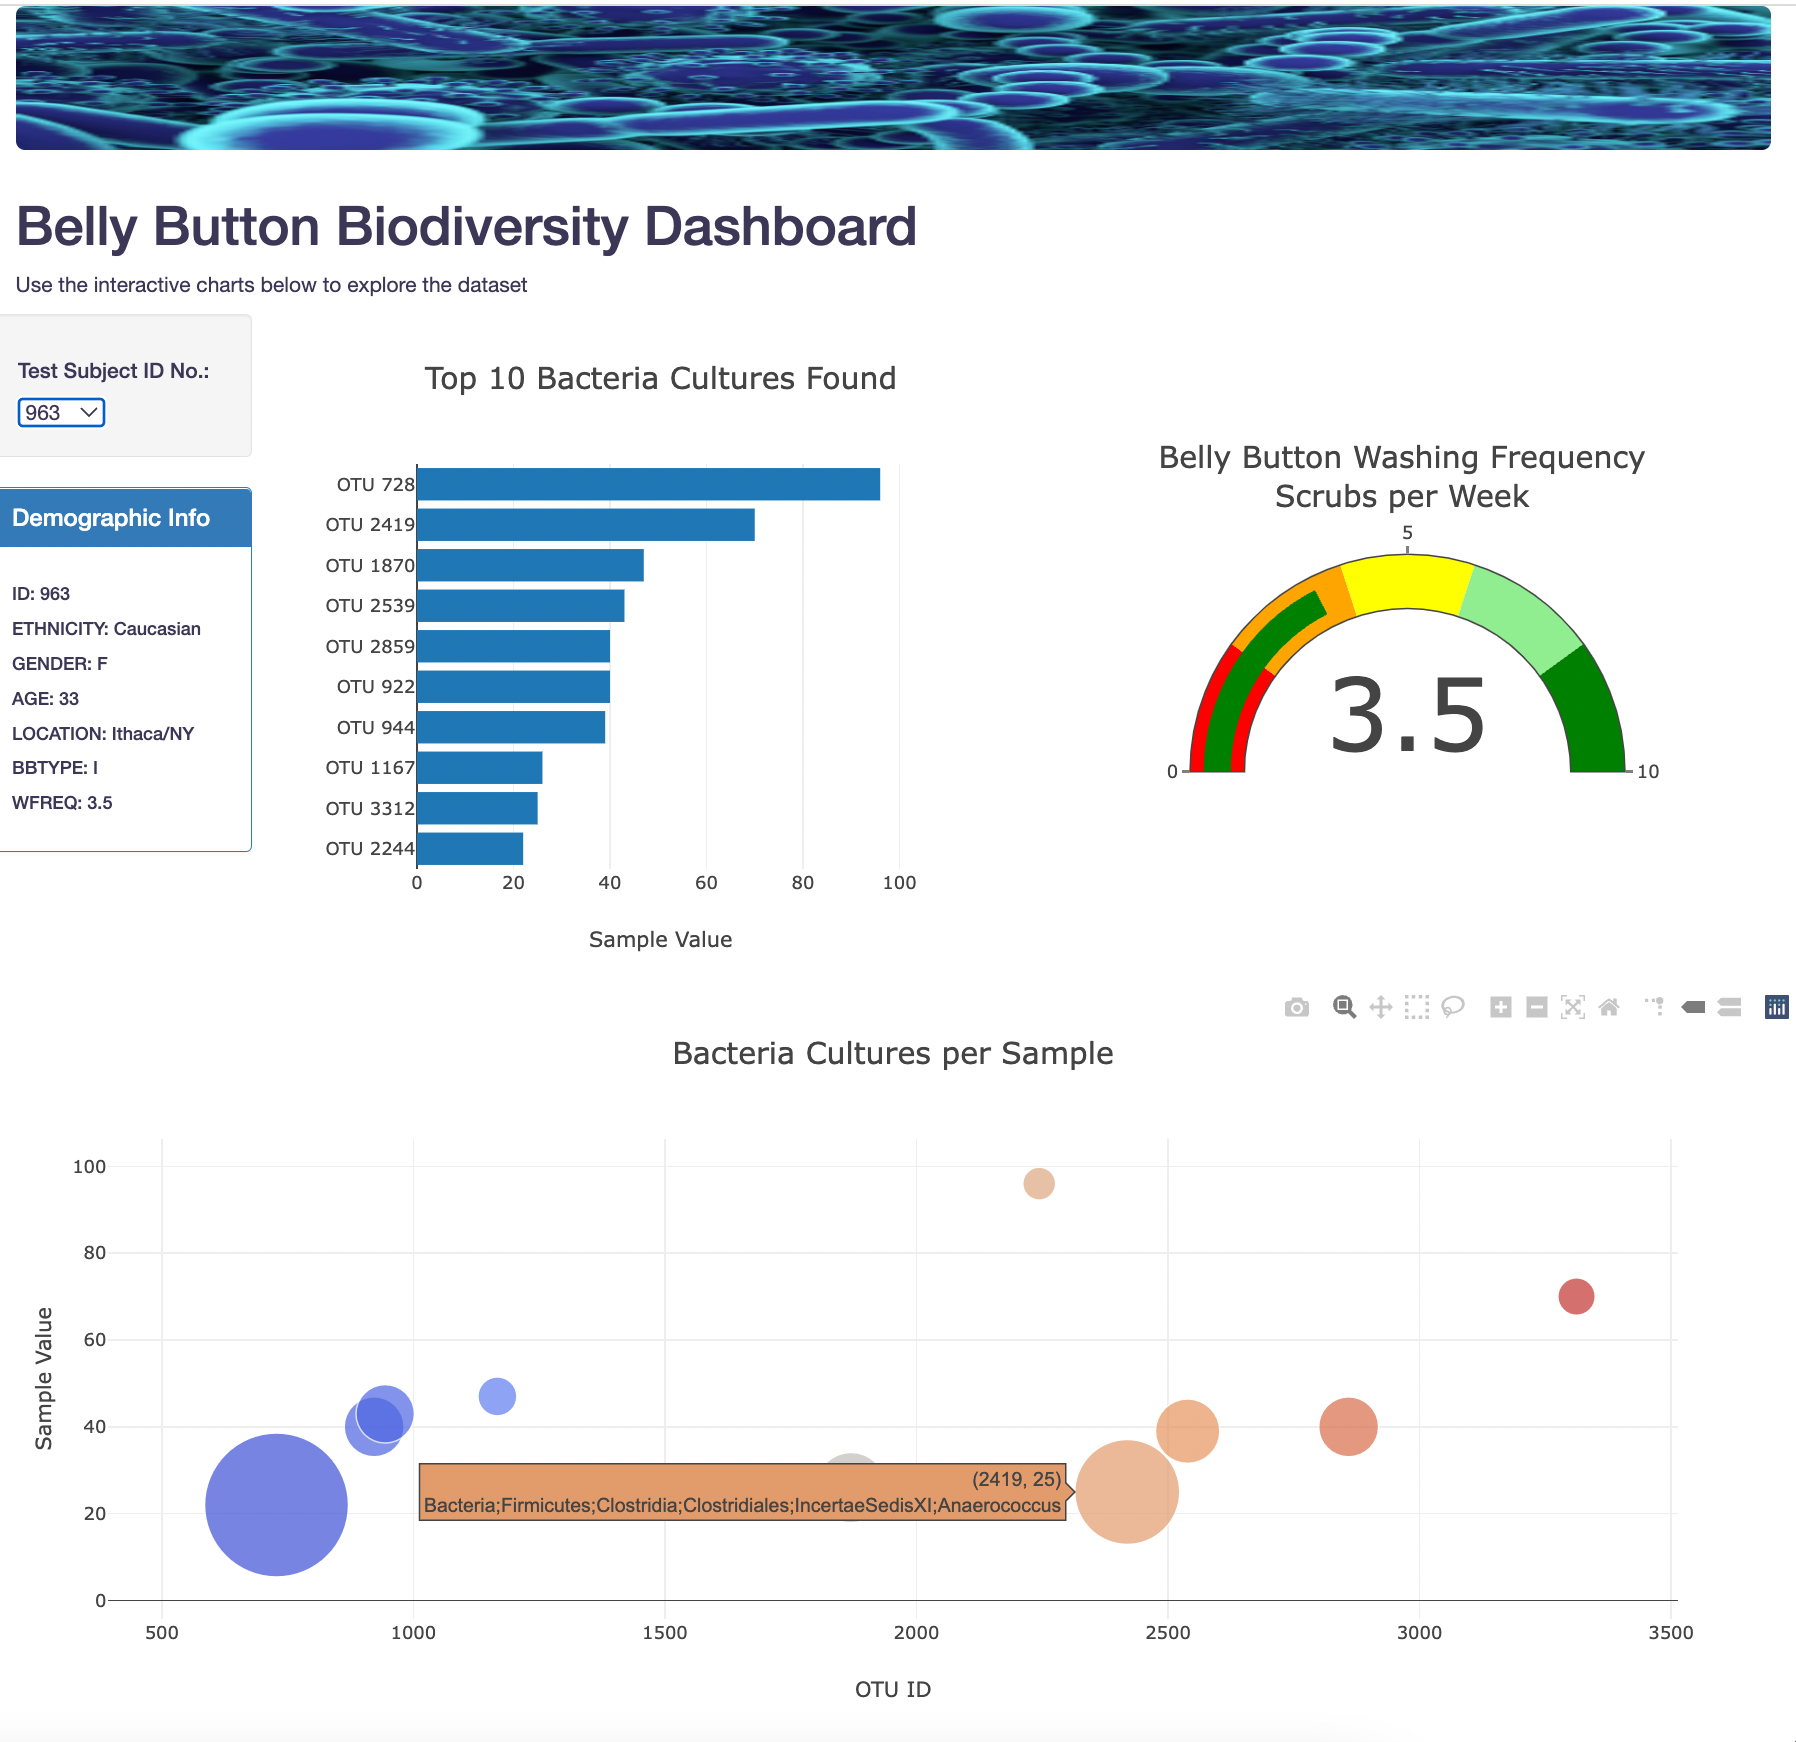 Belly Button Biodiversity Dashboard
Use the interactive charts below to explore the dataset
Test Subject ID No.:
963
Demographic Info
ID: 963
ETHNICITY: Caucasian
GENDER: F
AGE: 33
LOCATION: Ithaca/NY
BBTYPE: I
WFREQ: 3.5
Top 10 Bacteria Cultures Found
OTU 728
OTU 2419
OTU 1870
OTU 2539
OTU 2859
OTU 922
OTU 944
OTU 1167
OTU 3312
OTU 2244
0 20 40 60 80 100
Sample Value
Belly Button Washing Frequency
Scrubs per Week
5
3.5
0 10
Bacteria Cultures per Sample
100
80
60
40
20
0
Sample Value
(2419, 25)
Bacteria;Firmicutes;Clostridia;Clostridiales;IncertaeSedisXI;Anaerococcus
500 1000 1500 2000 2500 3000 3500
OTU ID